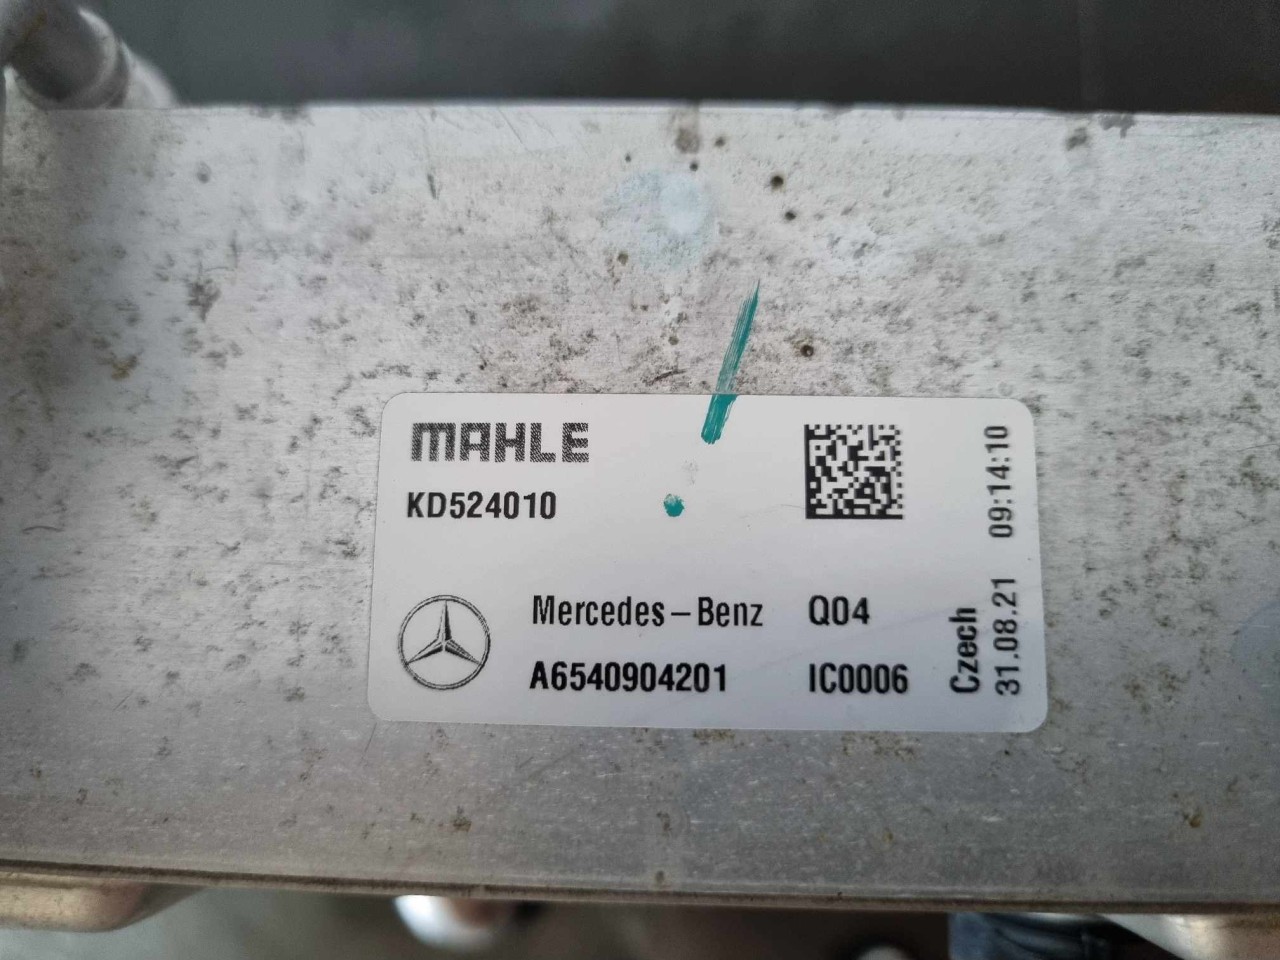 MAHLE
KD524010
Mercedes-Benz Q04
A6540904201 IC0006
Czech
31.08.21 09:14:10